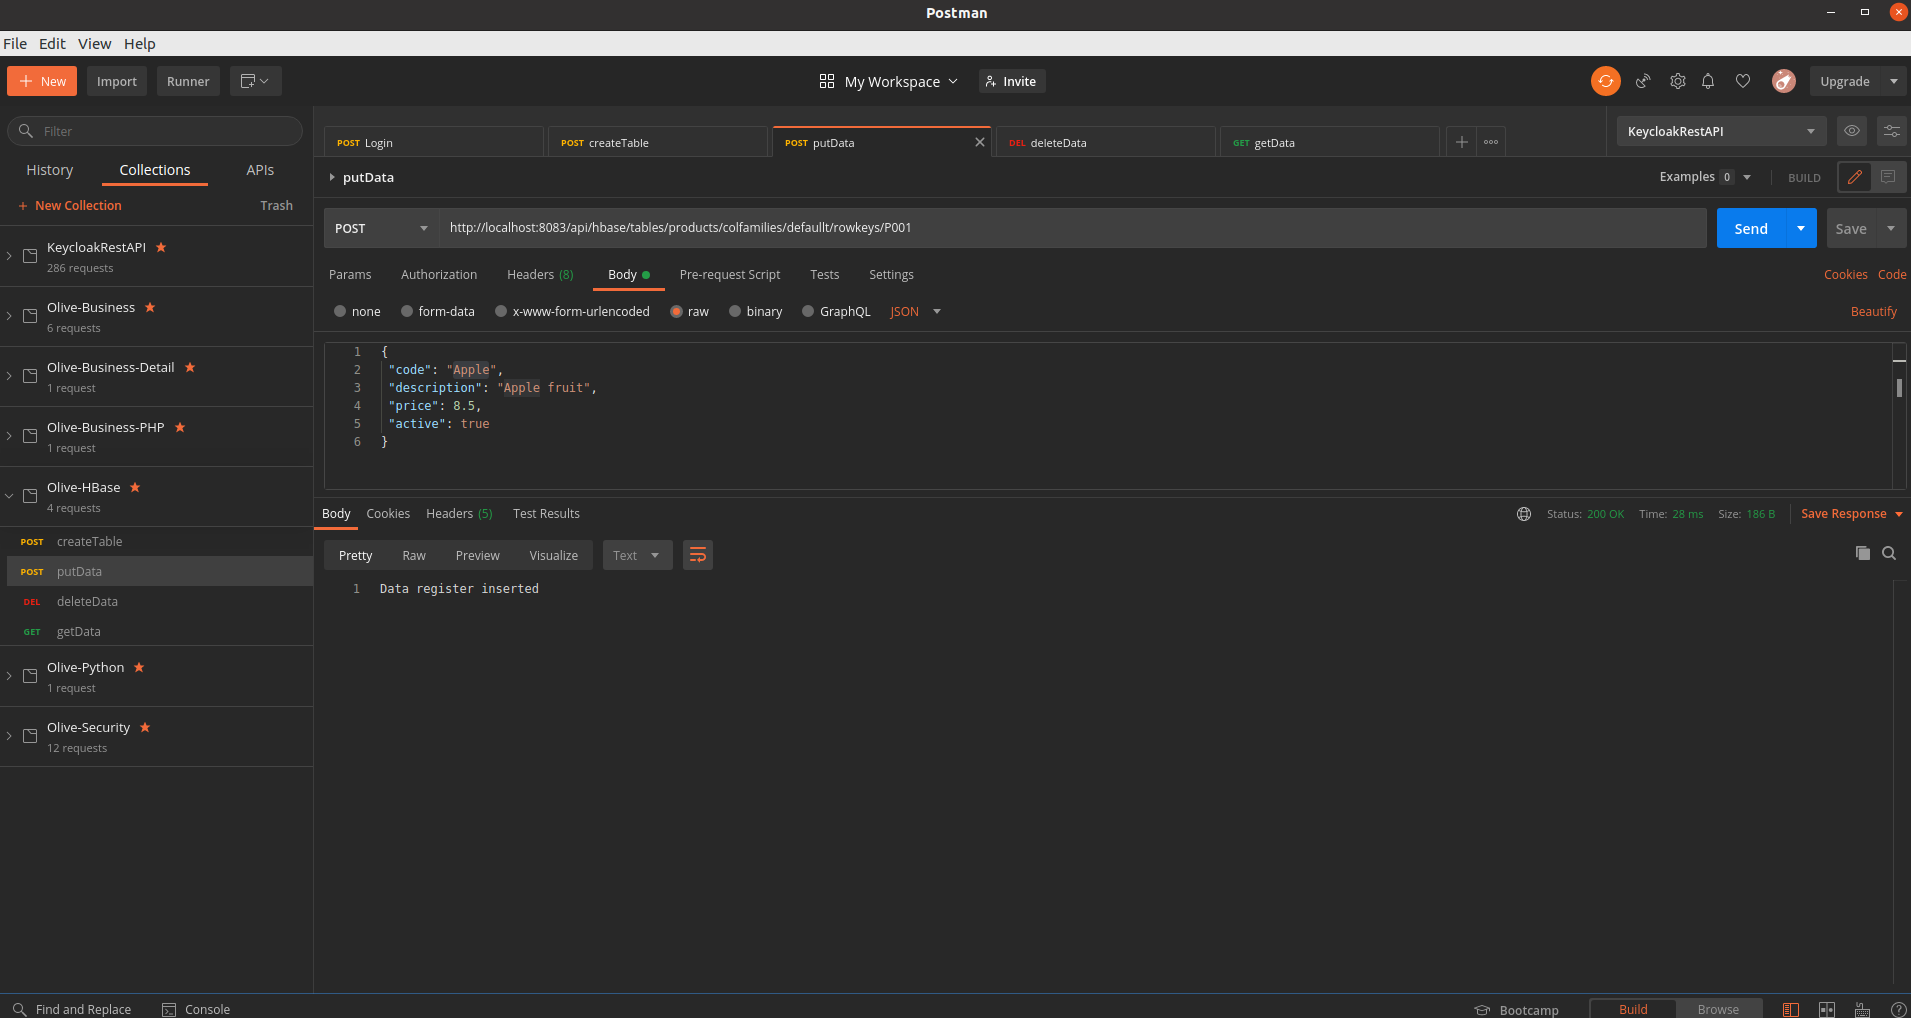 Postman
File Edit View Help
New Import Runner My Workspace Invite Upgrade
Filter
History Collections APIs
New Collection Trash
KeycloakRestAPI
286 requests
Olive-Business
6 requests
Olive-Business-Detail
1 request
Olive-Business-PHP
1 request
Olive-HBase
4 requests
POST createTable
POST putData
DEL deleteData
GET getData
Olive-Python
1 request
Olive-Security
12 requests
POST Login POST createTable POST putData DEL deleteData GET getData KeycloakRestAPI
putData Examples 0 BUILD
POST http://localhost:8083/api/hbase/tables/products/colfamilies/defaullt/rowkeys/P001 Send Save
Params Authorization Headers (8) Body Pre-request Script Tests Settings Cookies Code
none form-data x-www-form-urlencoded raw binary GraphQL JSON Beautify
1 {
2 "code": "Apple",
3 "description": "Apple fruit",
4 "price": 8.5,
5 "active": true
6 }
Body Cookies Headers (5) Test Results Status: 200 OK Time: 28 ms Size: 186 B Save Response
Pretty Raw Preview Visualize Text
1 Data register inserted
Find and Replace Console Bootcamp Build Browse